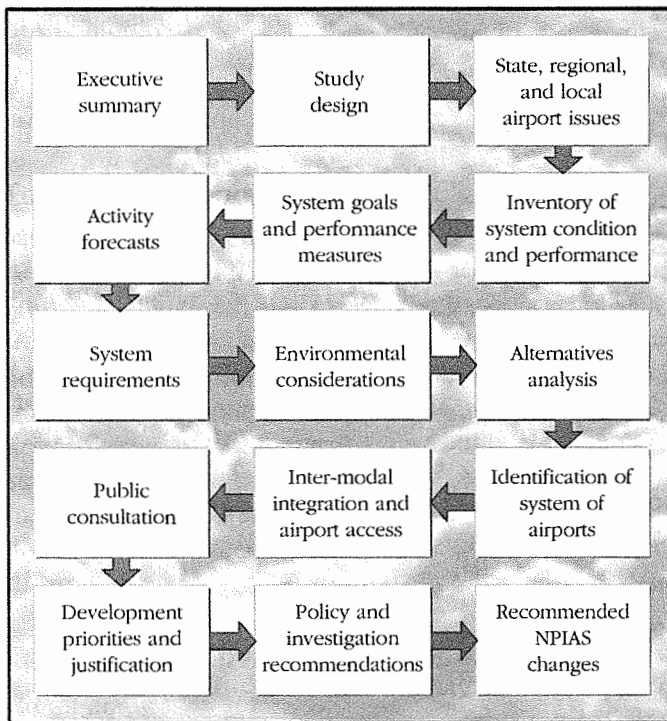 Executive
summary
Study
design
State, regional,
and local
airport issues
Inventory of
system condition
and performance
System goals
and performance
measures
Activity
forecasts
System
requirements
Environmental
considerations
Alternatives
analysis
Identification of
system of
airports
Inter-modal
integration and
airport access
Public
consultation
Development
priorities and
justification
Policy and
investigation
recommendations
Recommended
NPIAS
changes